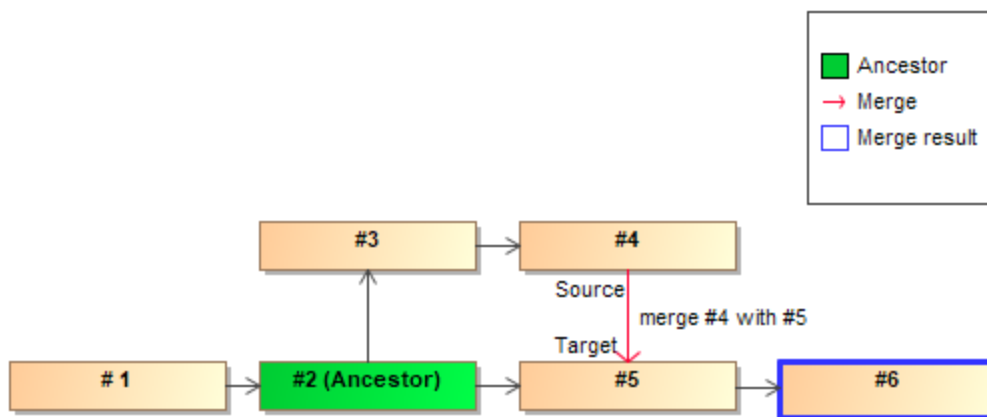 Ancestor
Merge
Merge result
#3
#4
Source
merge #4 with #5
Target
# 1
#2 (Ancestor)
#5
#6